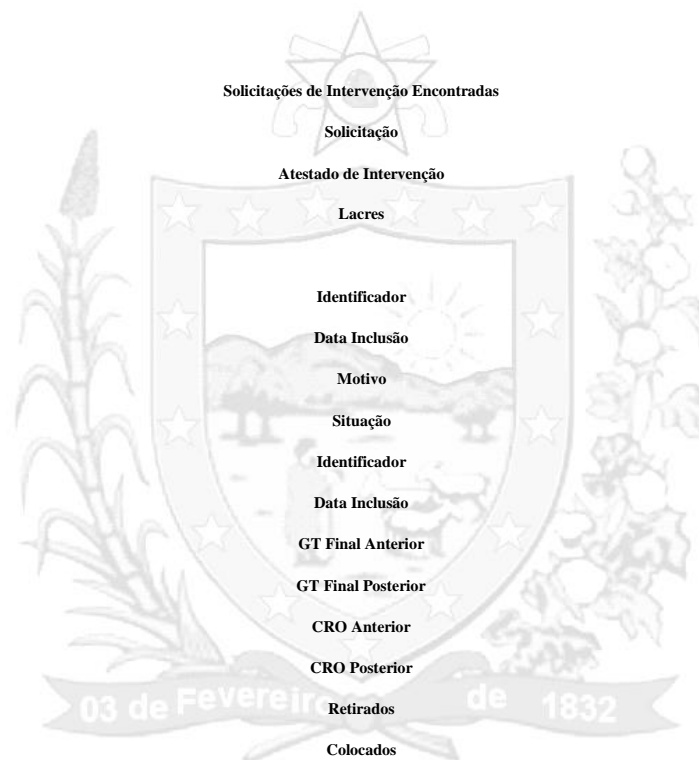 Solicitações de Intervenção Encontradas
Solicitação
Atestado de Intervenção
Lacres
Identificador
Data Inclusão
Motivo
Situação
Identificador
Data Inclusão
GT Final Anterior
GT Final Posterior
CRO Anterior
CRO Posterior
03 de Fevereiro de 1832
Retirados
Colocados